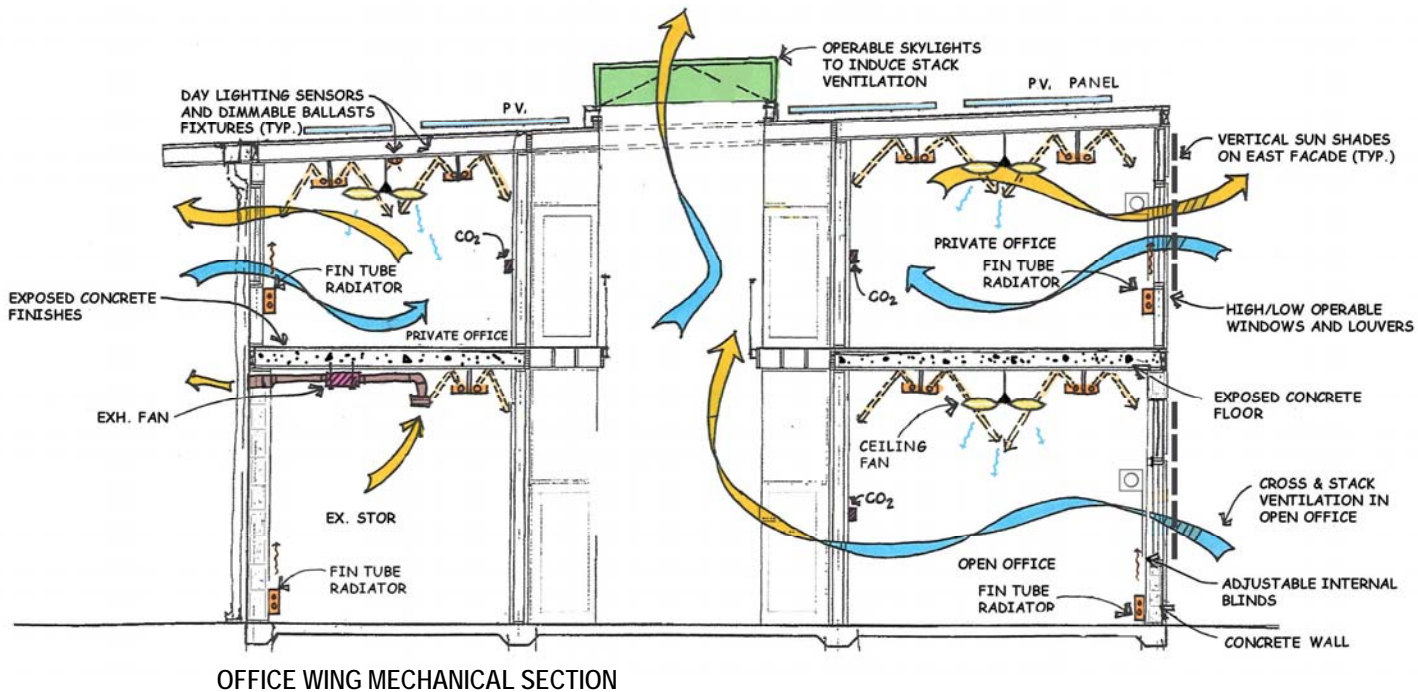 OPERABLE SKYLIGHTS
TO INDUCE STACK
VENTILATION
DAY LIGHTING SENSORS
AND DIMMABLE BALLASTS
FIXTURES (TYP.)
P.V.
P.V. PANEL
VERTICAL SUN SHADES
ON EAST FACADE (TYP.)
CO2
FIN TUBE
RADIATOR
EXPOSED CONCRETE
FINISHES
PRIVATE OFFICE
PRIVATE OFFICE
FIN TUBE
RADIATOR
CO2
HIGH/LOW OPERABLE
WINDOWS AND LOUVERS
EXH. FAN
EXPOSED CONCRETE
FLOOR
CEILING
FAN
CO2
CROSS & STACK
VENTILATION IN
OPEN OFFICE
EX. STOR
OPEN OFFICE
FIN TUBE
RADIATOR
FIN TUBE
RADIATOR
ADJUSTABLE INTERNAL
BLINDS
CONCRETE WALL
OFFICE WING MECHANICAL SECTION